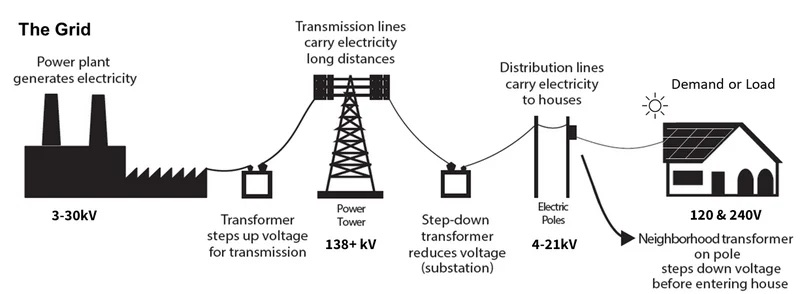 The Grid
Power plant
generates electricity
3-30kV
Transformer
steps up voltage
for transmission
Transmission lines
carry electricity
long distances
Power
Tower
138+ kV
Step-down
transformer
reduces voltage
(substation)
Distribution lines
carry electricity
to houses
Electric
Poles
4-21kV
Demand or Load
120 & 240V
Neighborhood transformer
on pole
steps down voltage
before entering house